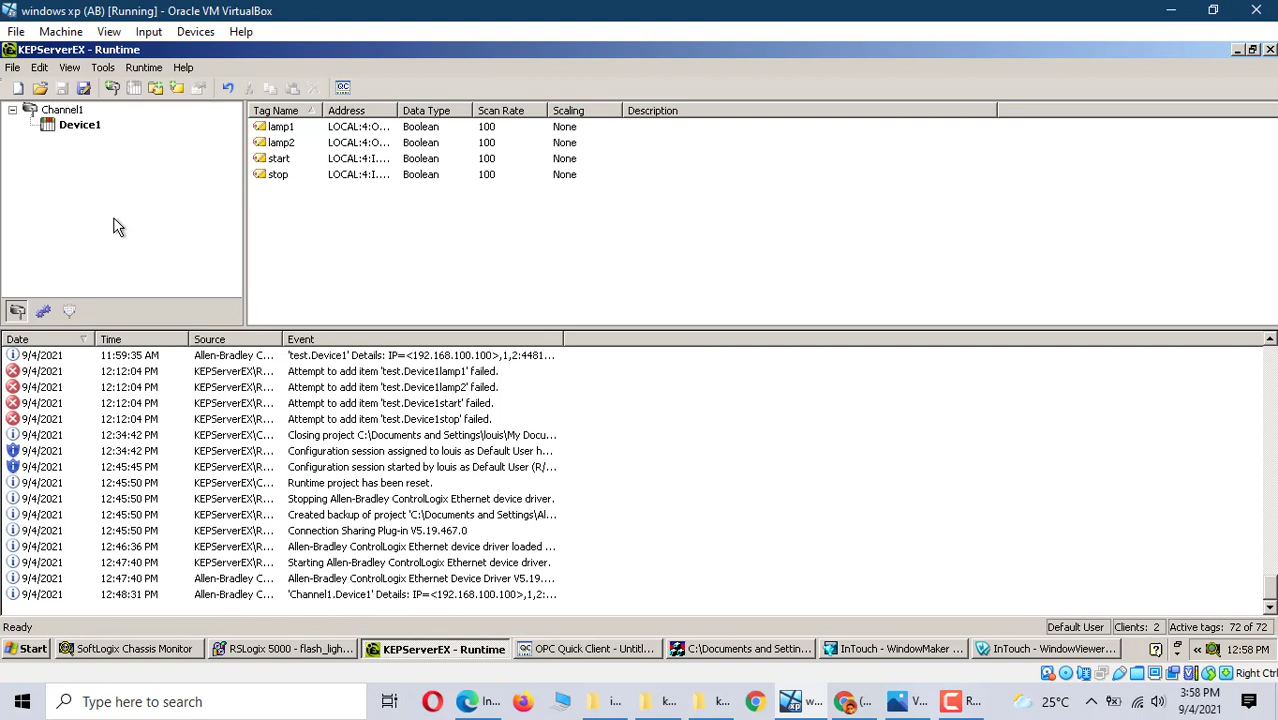 windows xp (AB) [Running] - Oracle VM VirtualBox
File Machine View Input Devices Help
KEPServerEX - Runtime
File Edit View Tools Runtime Help
QC
Channel1
Device1
Tag Name Address Data Type Scan Rate Scaling Description
lamp1 LOCAL:4:O... Boolean 100 None
lamp2 LOCAL:4:O... Boolean 100 None
start LOCAL:4:I.... Boolean 100 None
stop LOCAL:4:I.... Boolean 100 None
Date Time Source Event
9/4/2021 11:59:35 AM Allen-Bradley C... 'test.Device1' Details: IP=<192.168.100.100>,1,2:4481...
9/4/2021 12:12:04 PM KEPServerEX\R... Attempt to add item 'test.Device1lamp1' failed.
9/4/2021 12:12:04 PM KEPServerEX\R... Attempt to add item 'test.Device1lamp2' failed.
9/4/2021 12:12:04 PM KEPServerEX\R... Attempt to add item 'test.Device1start' failed.
9/4/2021 12:12:04 PM KEPServerEX\R... Attempt to add item 'test.Device1stop' failed.
9/4/2021 12:34:42 PM KEPServerEX\C... Closing project C:\Documents and Settings\louis\My Docu...
9/4/2021 12:34:42 PM KEPServerEX\R... Configuration session assigned to louis as Default User h...
9/4/2021 12:45:45 PM KEPServerEX\R... Configuration session started by louis as Default User (R/...
9/4/2021 12:45:50 PM KEPServerEX\R... Runtime project has been reset.
9/4/2021 12:45:50 PM KEPServerEX\R... Stopping Allen-Bradley ControlLogix Ethernet device driver.
9/4/2021 12:45:50 PM KEPServerEX\R... Created backup of project 'C:\Documents and Settings\Al...
9/4/2021 12:45:50 PM KEPServerEX\R... Connection Sharing Plug-in V5.19.467.0
9/4/2021 12:46:36 PM KEPServerEX\R... Allen-Bradley ControlLogix Ethernet device driver loaded ...
9/4/2021 12:47:40 PM KEPServerEX\R... Starting Allen-Bradley ControlLogix Ethernet device driver.
9/4/2021 12:47:40 PM Allen-Bradley C... Allen-Bradley ControlLogix Ethernet Device Driver V5.19....
9/4/2021 12:48:31 PM Allen-Bradley C... 'Channel1.Device1' Details: IP=<192.168.100.100>,1,2:...
Ready Default User Clients: 2 Active tags: 72 of 72
Start SoftLogix Chassis Monitor RSLogix 5000 - flash_ligh... KEPServerEX - Runtime QC OPC Quick Client - Untitl... C:\Documents and Settin... InTouch - WindowMaker ... InTouch - WindowViewer... « 12:58 PM
Right Ctrl
Type here to search In... i... k... k... w... (... V... R... 25°C 3:58 PM
9/4/2021